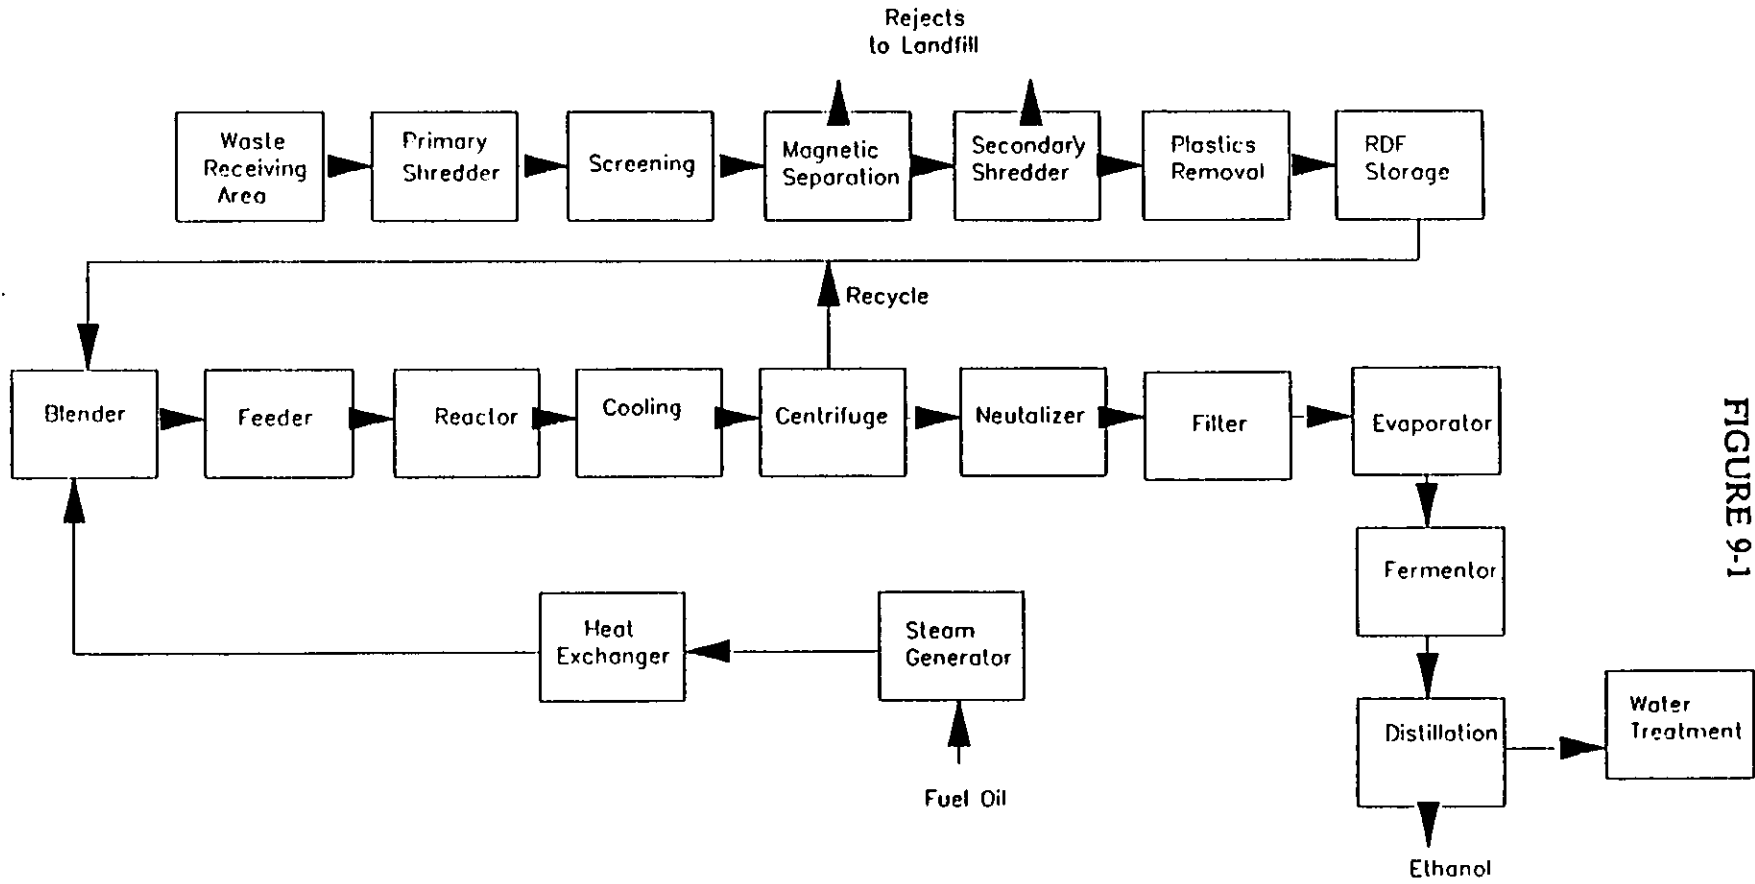 Rejects
to Landfill
Waste
Receiving
Area
Primary
Shredder
Screening
Magnetic
Separation
Secondary
Shredder
Plastics
Removal
RDF
Storage
Recycle
Blender
Feeder
Reactor
Cooling
Centrifuge
Neutalizer
Filter
Evaporator
Fermentor
Heat
Exchanger
Steam
Generator
Distillation
Water
Treatment
Fuel Oil
Ethanol
FIGURE 9-1